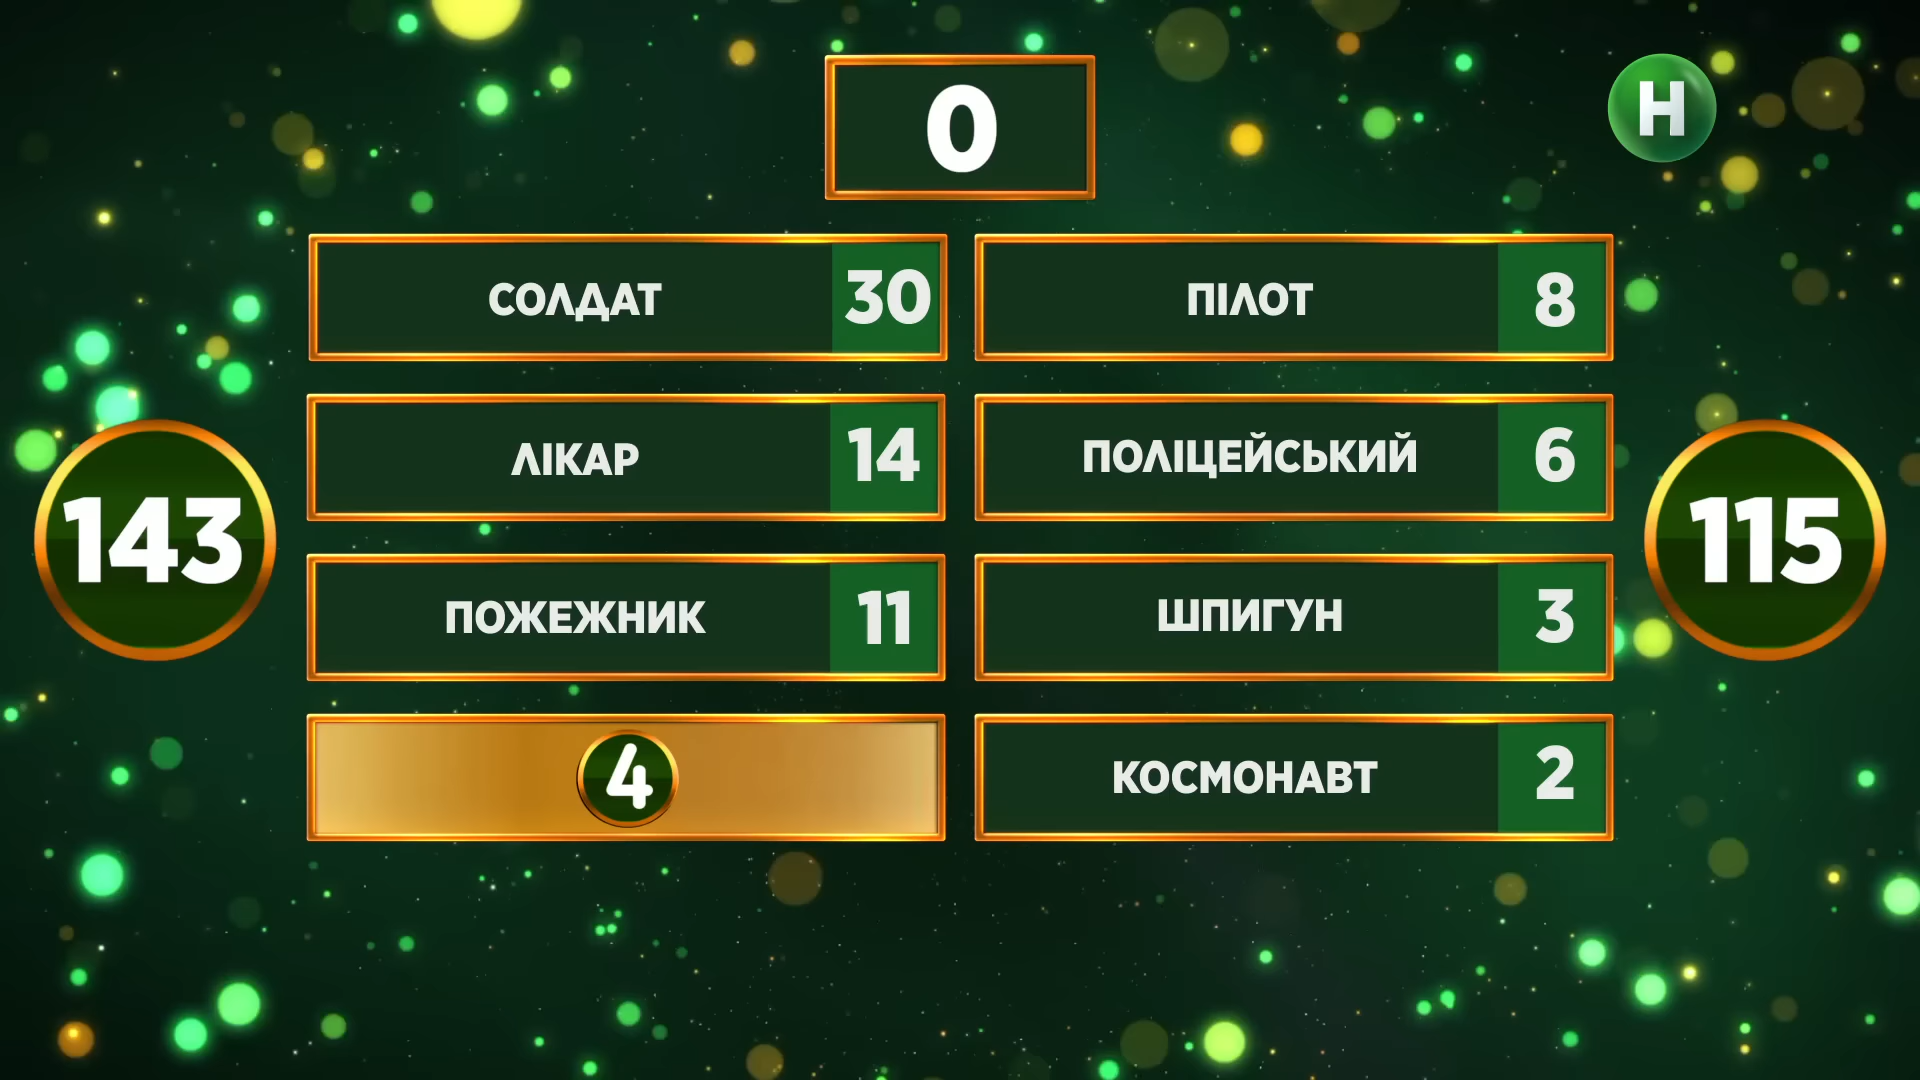 0
Н
СОЛДАТ 30
ПІЛОТ 8
ЛІКАР 14
ПОЛІЦЕЙСЬКИЙ 6
143
115
ПОЖЕЖНИК 11
ШПИГУН 3
4
КОСМОНАВТ 2